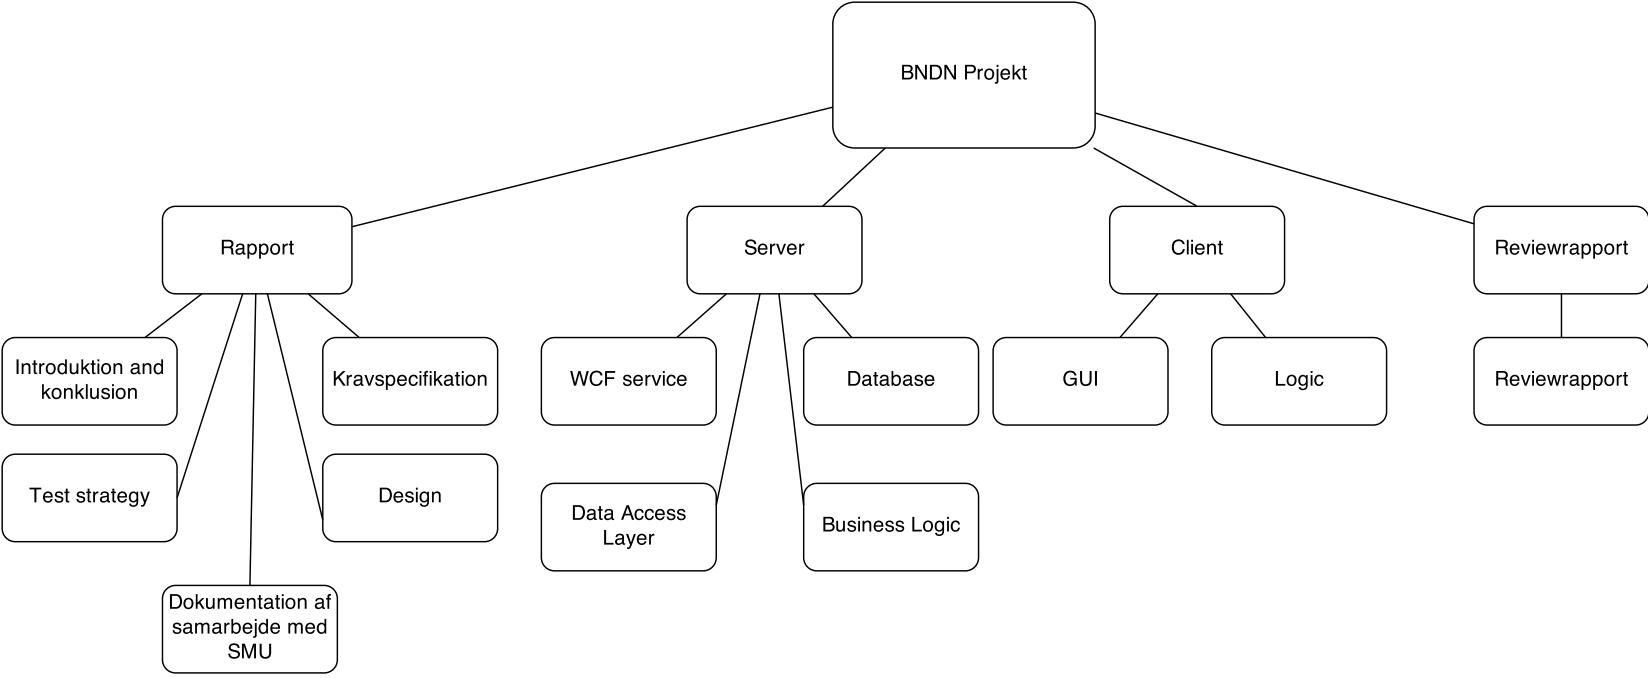 BNDN Projekt
Rapport
Server
Client
Reviewrapport
Introduktion and
konklusion
Kravspecifikation
WCF service
Database
GUI
Logic
Reviewrapport
Test strategy
Design
Data Access
Layer
Business Logic
Dokumentation af
samarbejde med
SMU